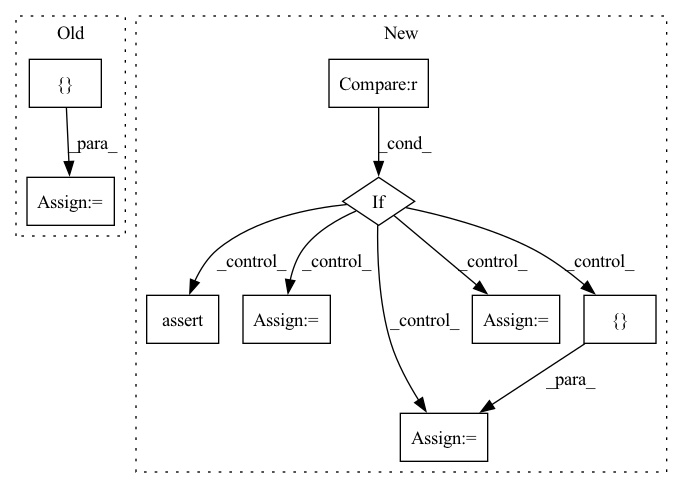 Old
New
{}
Compare:r
_para_
_cond_
Assign:=
If
_control_
_control_
_control_
_control_
_control_
assert
Assign:=
Assign:=
{}
_para_
Assign:=